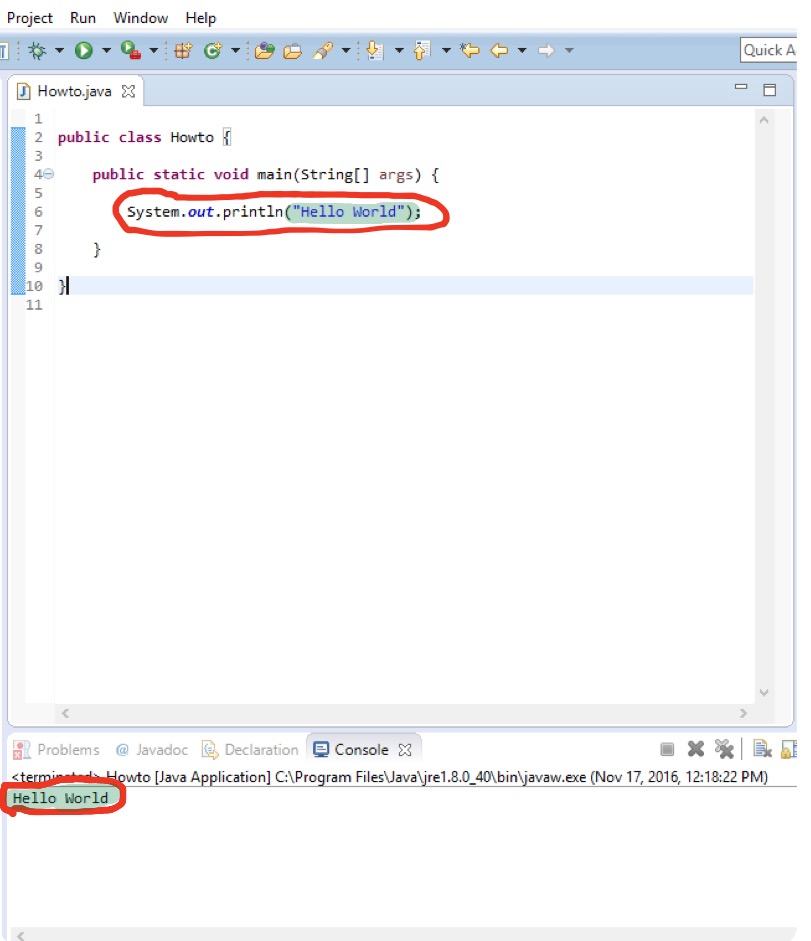 Project Run Window Help
Quick A
Howto.java
1
2 public class Howto {
3
4 public static void main(String[] args) {
5
6 System.out.println("Hello World");
7
8 }
9
10 }
11
Problems @ Javadoc Declaration Console
<terminated> Howto [Java Application] C:\Program Files\Java\jre1.8.0_40\bin\javaw.exe (Nov 17, 2016, 12:18:22 PM)
Hello World